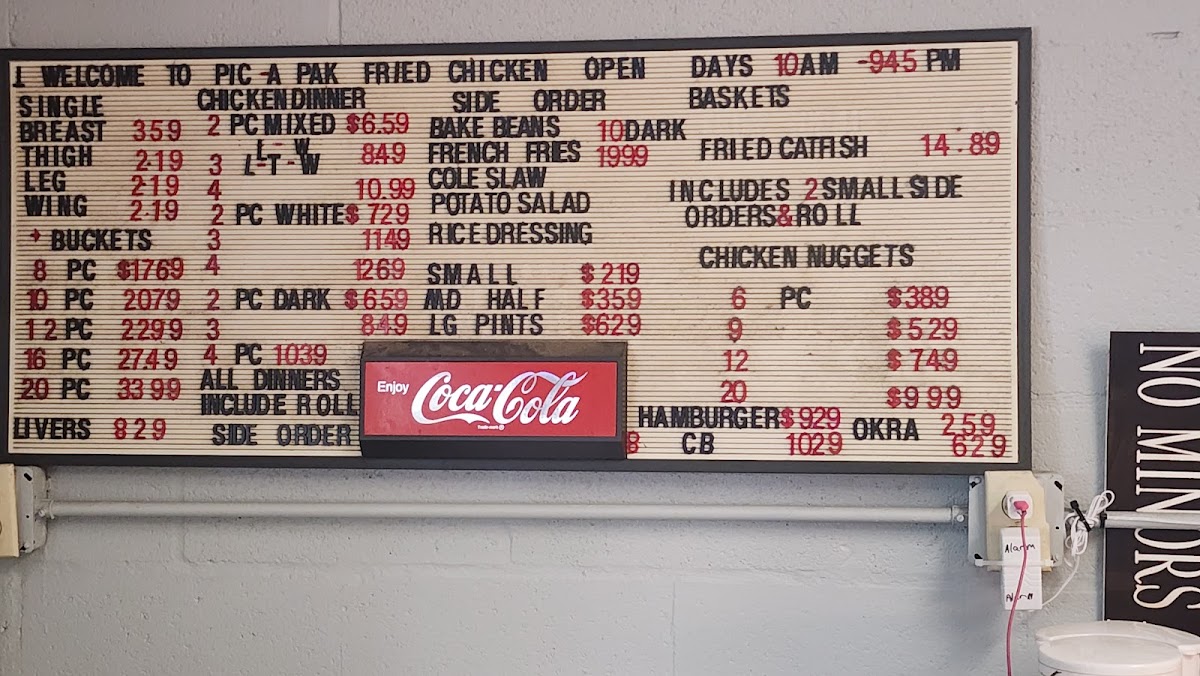 1 WELCOME TO PIC-A PAK FRIED CHICKEN OPEN DAYS 10AM -945 PM
SINGLE
BREAST 359
THIGH 219
LEG 219
WING 2.19
BUCKETS
8 PC $1769
10 PC 2079
12 PC 2299
16 PC 2749
20 PC 3399
LIVERS 829
CHICKEN DINNER
2 PC MIXED $6.59
L - W
3 L-T-W 849
4 10.99
2 PC WHITE $729
3 1149
4 1269
2 PC DARK $659
3 849
4 PC 1039
ALL DINNERS
INCLUDE ROLL
SIDE ORDER
SIDE ORDER
BAKE BEANS 10DARK
FRENCH FRIES 1999
COLE SLAW
POTATO SALAD
RICE DRESSING
SMALL $219
MD HALF $359
LG PINTS $629
Enjoy
Coca-Cola
BASKETS
FRIED CATFISH 14.89
INCLUDES 2 SMALL SIDE
ORDERS & ROLL
CHICKEN NUGGETS
6 PC $389
9 $529
12 $749
20 $999
HAMBURGER $929
CB 1029
OKRA 259
629
Alarm
NO MINORS